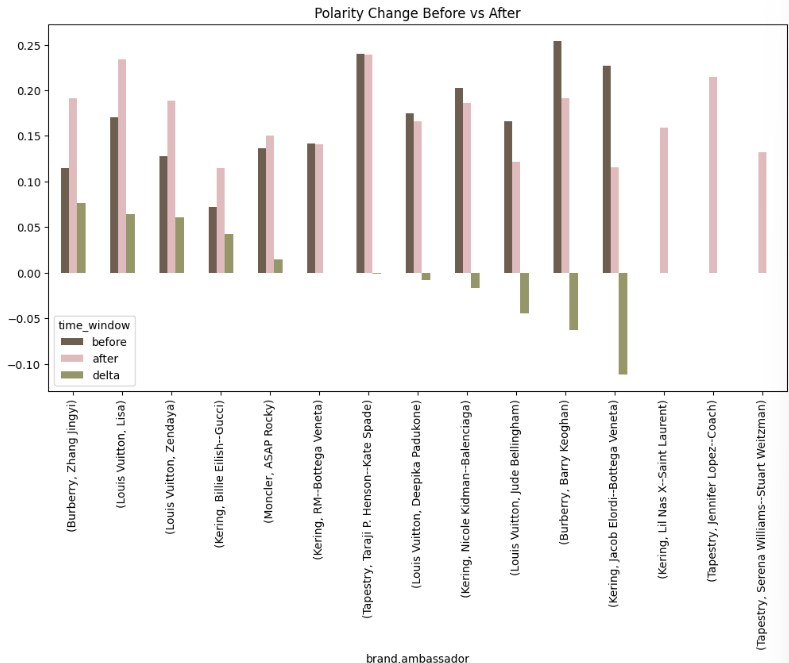 Polarity Change Before vs After
0.25
0.20
0.15
0.10
0.05
0.00
−0.05
−0.10
time_window
before
after
delta
(Burberry, Zhang Jingyi)
(Louis Vuitton, Lisa)
(Louis Vuitton, Zendaya)
(Kering, Billie Eilish--Gucci)
(Moncler, ASAP Rocky)
(Kering, RM--Bottega Veneta)
(Tapestry, Taraji P. Henson--Kate Spade)
(Louis Vuitton, Deepika Padukone)
(Kering, Nicole Kidman--Balenciaga)
(Louis Vuitton, Jude Bellingham)
(Burberry, Barry Keoghan)
(Kering, Jacob Elordi--Bottega Veneta)
(Kering, Lil Nas X--Saint Laurent)
(Tapestry, Jennifer Lopez--Coach)
(Tapestry, Serena Williams--Stuart Weitzman)
brand,ambassador